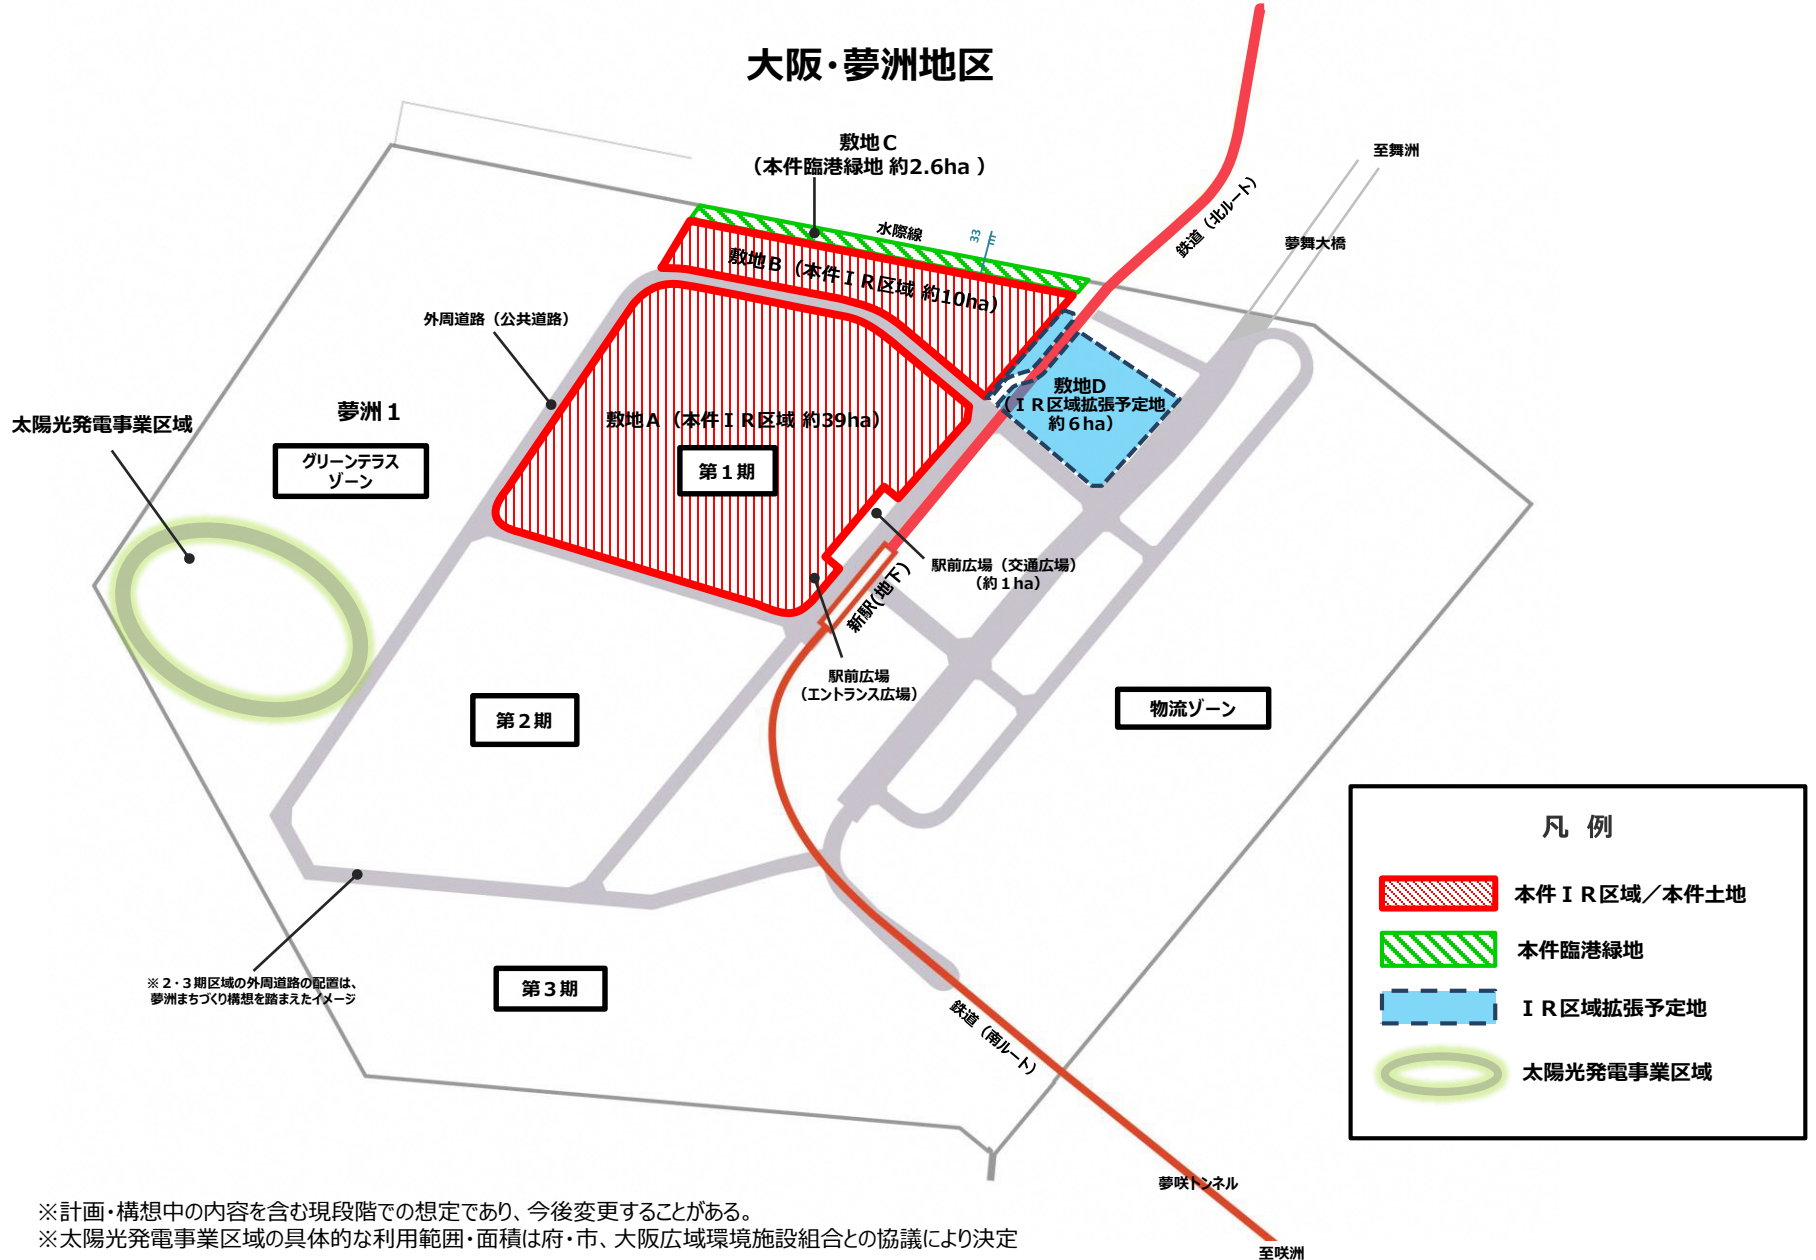 大阪・夢洲地区
敷地C
（本件臨港緑地 約2.6ha ）
至舞洲
鉄道（北ルート）
水際線
33m
夢舞大橋
敷地B（本件ＩＲ区域 約10ha）
外周道路（公共道路）
敷地D
（ＩＲ区域拡張予定地
約６ha）
夢洲１
太陽光発電事業区域
敷地A（本件ＩＲ区域 約39ha）
グリーンテラス
ゾーン
第１期
駅前広場（交通広場）
（約１ha）
新駅(地下)
駅前広場
（エントランス広場）
第２期
物流ゾーン
凡 例
本件ＩＲ区域／本件土地
本件臨港緑地
ＩＲ区域拡張予定地
太陽光発電事業区域
※２・３期区域の外周道路の配置は、
夢洲まちづくり構想を踏まえたイメージ
第３期
鉄道（南ルート）
夢咲トンネル
※計画・構想中の内容を含む現段階での想定であり、今後変更することがある。
※太陽光発電事業区域の具体的な利用範囲・面積は府・市、大阪広域環境施設組合との協議により決定
至咲洲